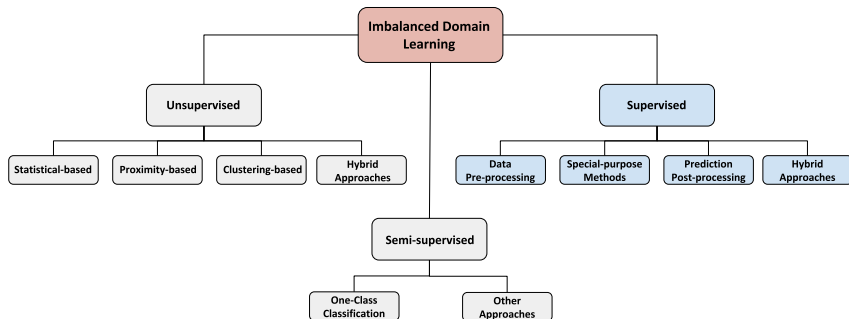 Imbalanced Domain
Learning
Unsupervised
Supervised
Statistical-based
Proximity-based
Clustering-based
Hybrid
Approaches
Data
Pre-processing
Special-purpose
Methods
Prediction
Post-processing
Hybrid
Approaches
Semi-supervised
One-Class
Classification
Other
Approaches